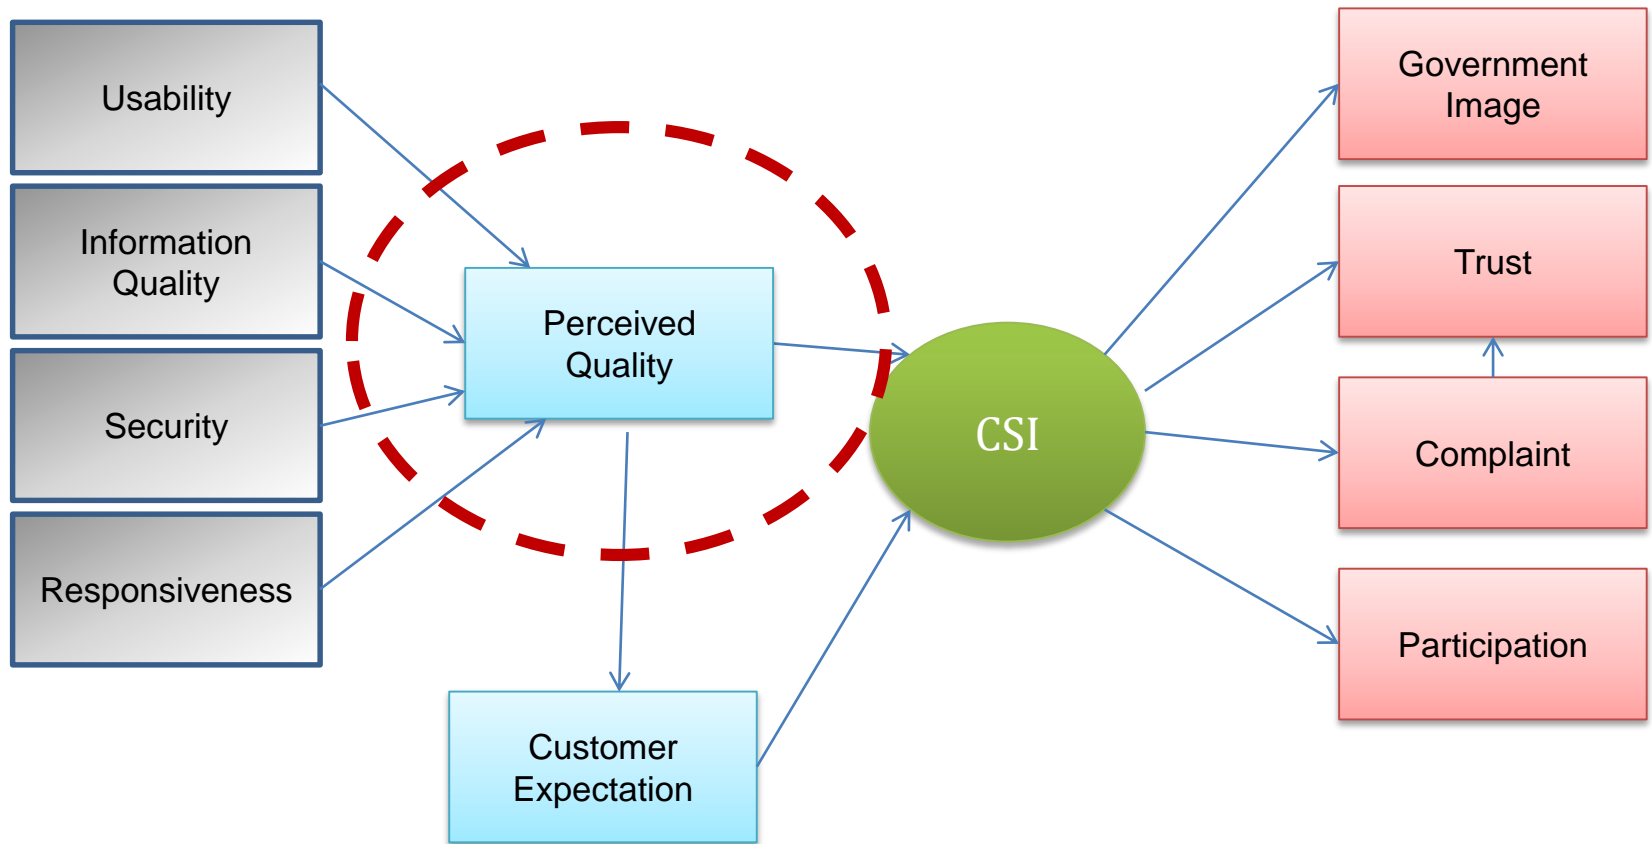 Usability
Information
Quality
Security
Responsiveness
Perceived
Quality
Customer
Expectation
CSI
Government
Image
Trust
Complaint
Participation